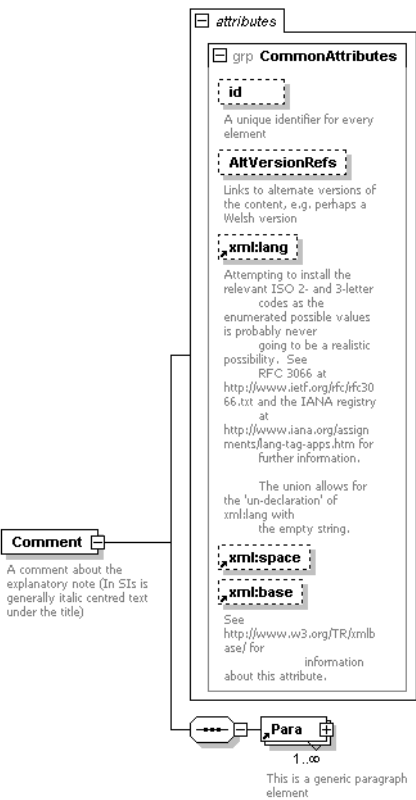 attributes
grp CommonAttributes
id
A unique identifier for every
element
AltVersionRefs
Links to alternate versions of
the content, e.g. perhaps a
Welsh version
xml:lang
Attempting to install the
relevant ISO 2- and 3-letter
codes as the
enumerated possible values
is probably never
going to be a realistic
possibility. See
RFC 3066 at
http://www.ietf.org/rfc/rfc30
66.txt and the IANA registry
at
http://www.iana.org/assign
ments/lang-tag-apps.htm for
further information.
The union allows for
the 'un-declaration' of
xml:lang with
the empty string.
xml:space
xml:base
See
http://www.w3.org/TR/xmlb
ase/ for
information
about this attribute.
Comment
A comment about the
explanatory note (In SIs is
generally italic centred text
under the title)
Para
1..∞
This is a generic paragraph
element